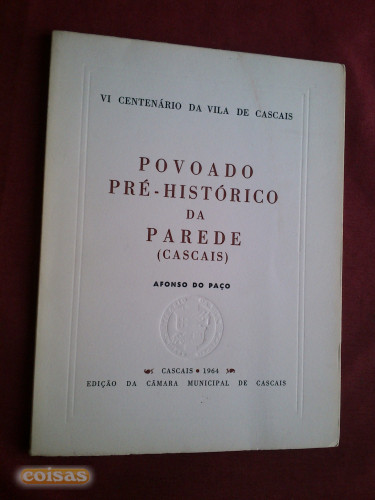 VI CENTENÁRIO DA VILA DE CASCAIS
POVOADO
PRÉ-HISTÓRICO
DA
PAREDE
(CASCAIS)
AFONSO DO PAÇO
CASCAIS • 1964
EDIÇÃO DA CÂMARA MUNICIPAL DE CASCAIS
coisas